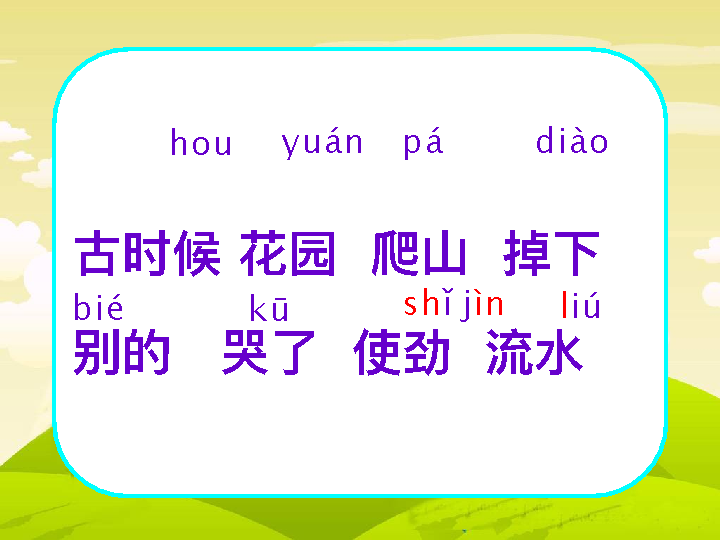 hou yuán pá diào
古时候 花园 爬山 掉下
bié kū shǐ jìn liú
别的 哭了 使劲 流水